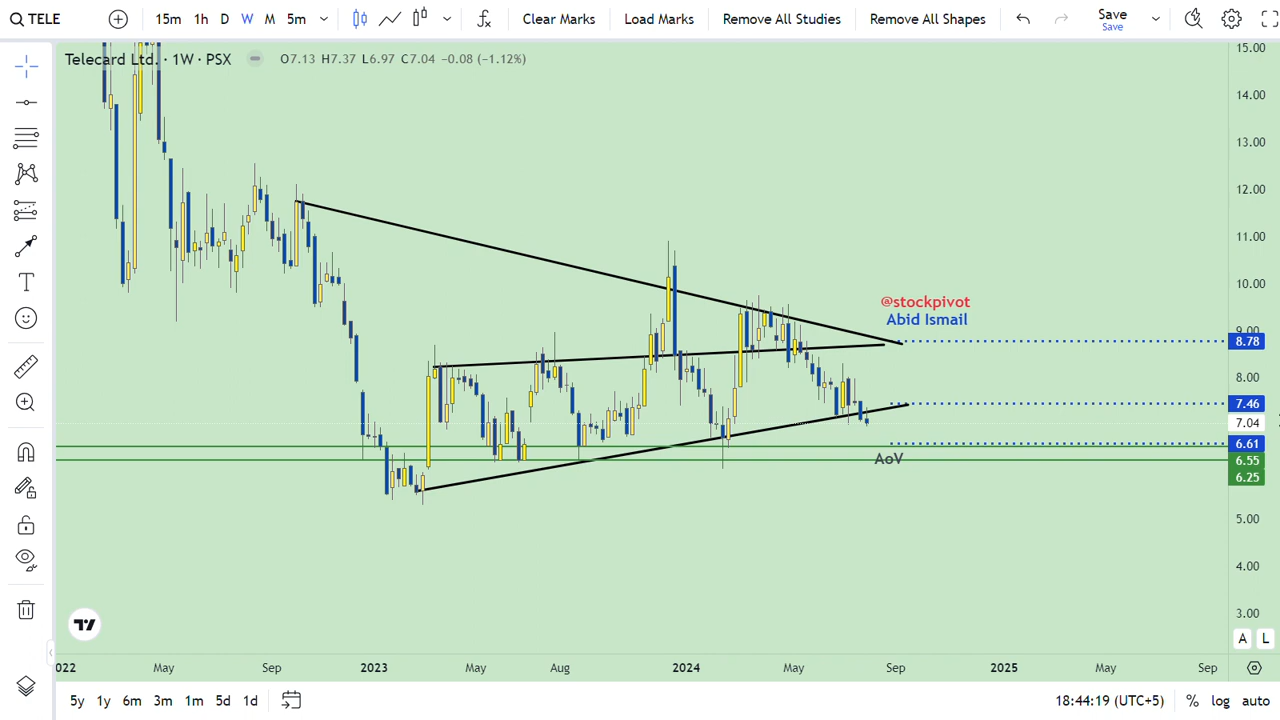 TELE 15m 1h D W M 5m Clear Marks Load Marks Remove All Studies Remove All Shapes Save
Save
Telecard Ltd. · 1W · PSX O7.13 H7.37 L6.97 C7.04 −0.08 (−1.12%)
15.00
14.00
13.00
12.00
11.00
10.00
@stockpivot
Abid Ismail
9.00
8.78
8.00
7.46
7.04
6.61
AoV
6.55
6.25
5.00
4.00
3.00
A L
2022 May Sep 2023 May Aug 2024 May Sep 2025 May Sep
5y 1y 6m 3m 1m 5d 1d 18:44:19 (UTC+5) % log auto